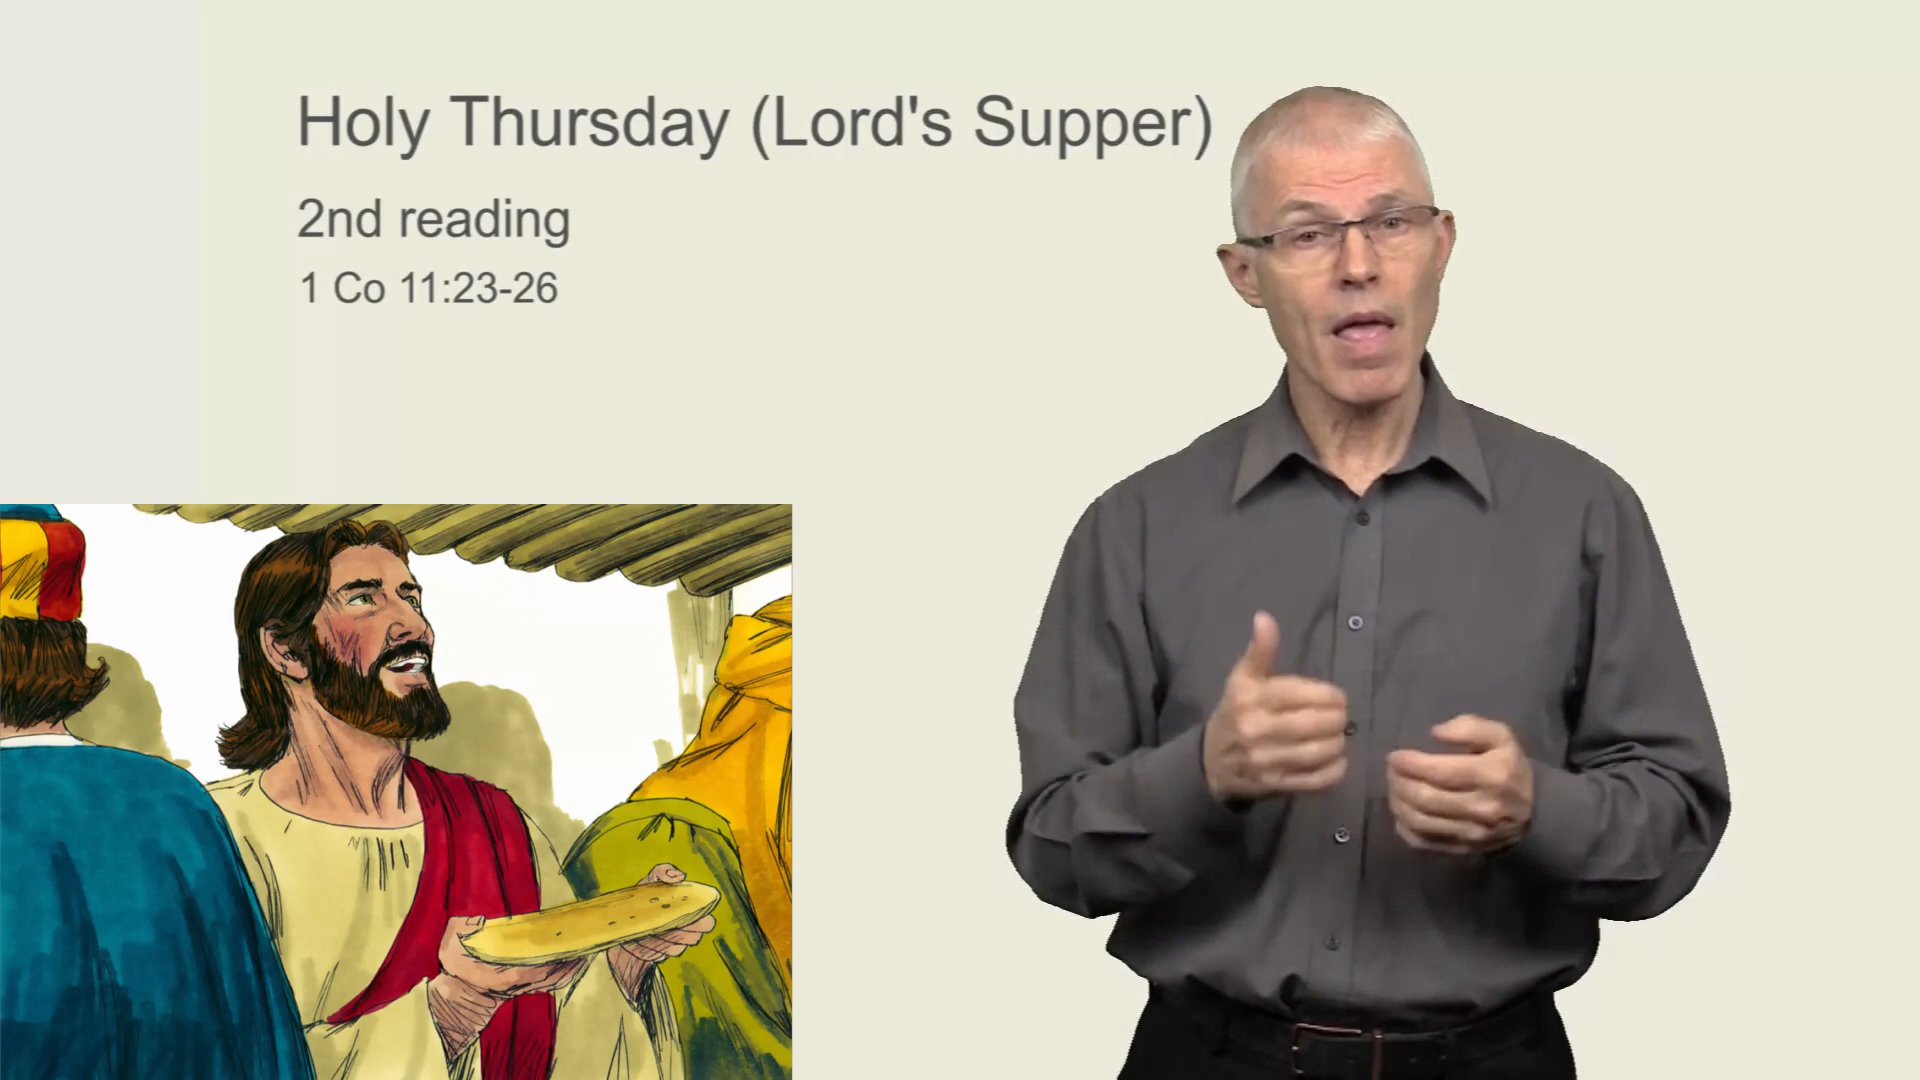 Holy Thursday (Lord's Supper)
2nd reading
1 Co 11:23-26